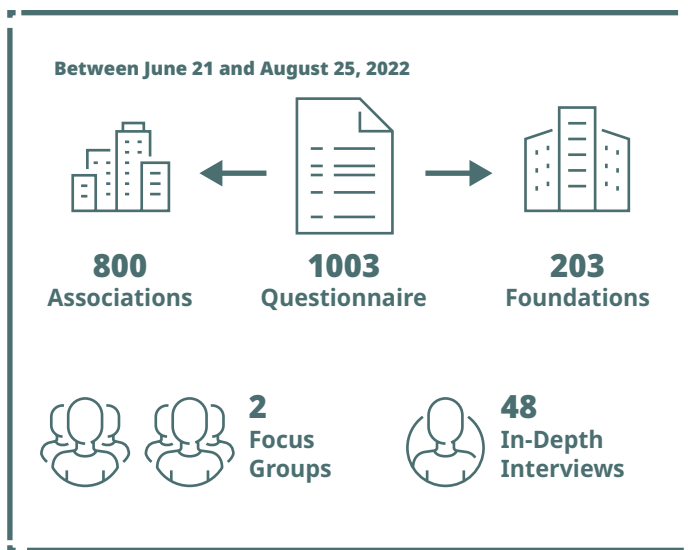 Between June 21 and August 25, 2022
800
Associations
1003
Questionnaire
203
Foundations
2
Focus
Groups
48
In-Depth
Interviews